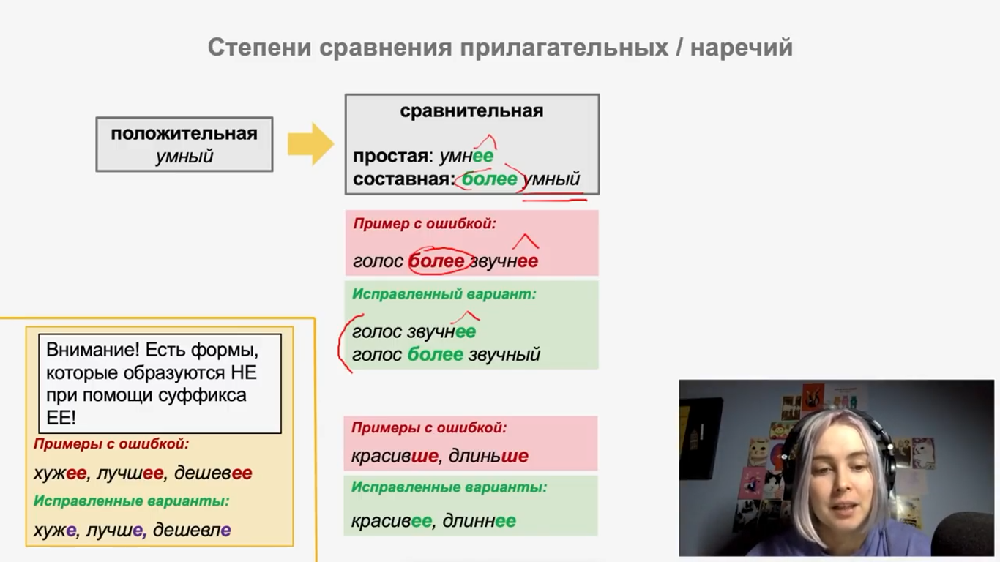 Степени сравнения прилагательных / наречий
положительная
умный
сравнительная
простая: умнее
составная: более умный
Пример с ошибкой:
голос более звучнее
Исправленный вариант:
голос звучнее
голос более звучный
Внимание! Есть формы,
которые образуются НЕ
при помощи суффикса
ЕЕ!
Примеры с ошибкой:
хужее, лучшее, дешевее
Исправленные варианты:
хуже, лучше, дешевле
Примеры с ошибкой:
красивше, длиньше
Исправленные варианты:
красивее, длиннее